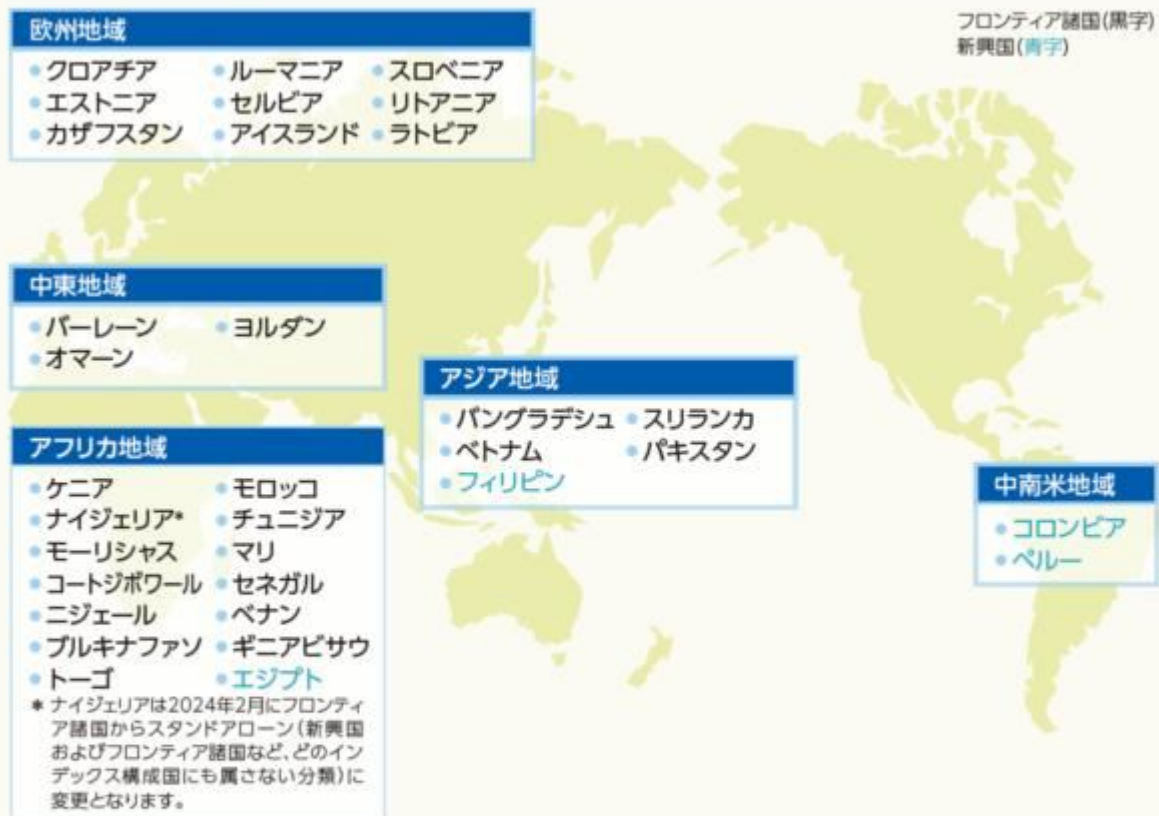 フロンティア諸国(黒字)
新興国(青字)
欧州地域
クロアチア ルーマニア スロベニア
エストニア セルビア リトアニア
カザフスタン アイスランド ラトビア
中東地域
バーレーン ヨルダン
オマーン
アジア地域
バングラデシュ スリランカ
ベトナム パキスタン
フィリピン
アフリカ地域
ケニア モロッコ
ナイジェリア* チュニジア
モーリシャス マリ
コートジボワール セネガル
ニジェール ベナン
ブルキナファソ ギニアビサウ
トーゴ エジプト
* ナイジェリアは2024年2月にフロンティ
ア諸国からスタンドアローン(新興国
およびフロンティア諸国など、どのイン
デックス構成国にも属さない分類)に
変更となります。
中南米地域
コロンビア
ペルー